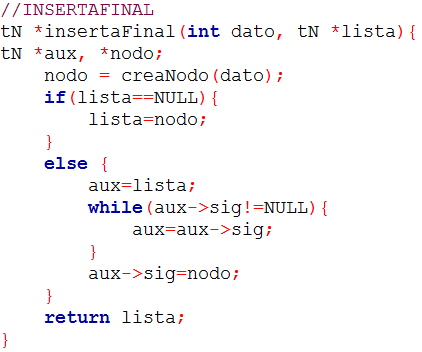 //INSERTAFINAL
tN *insertaFinal(int dato, tN *lista){
tN *aux, *nodo;
    nodo = creaNodo(dato);
    if(lista==NULL){
        lista=nodo;
    }
    else {
        aux=lista;
        while(aux->sig!=NULL){
            aux=aux->sig;
        }
        aux->sig=nodo;
    }
    return lista;
}